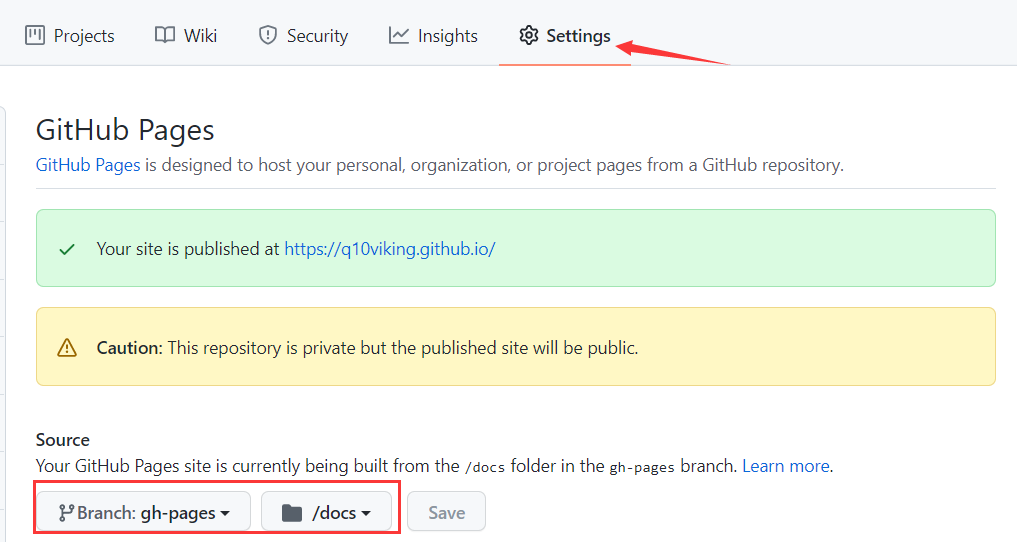 Projects Wiki Security Insights Settings
GitHub Pages
GitHub Pages is designed to host your personal, organization, or project pages from a GitHub repository.
Your site is published at https://q10viking.github.io/
Caution: This repository is private but the published site will be public.
Source
Your GitHub Pages site is currently being built from the /docs folder in the gh-pages branch. Learn more.
Branch: gh-pages /docs Save